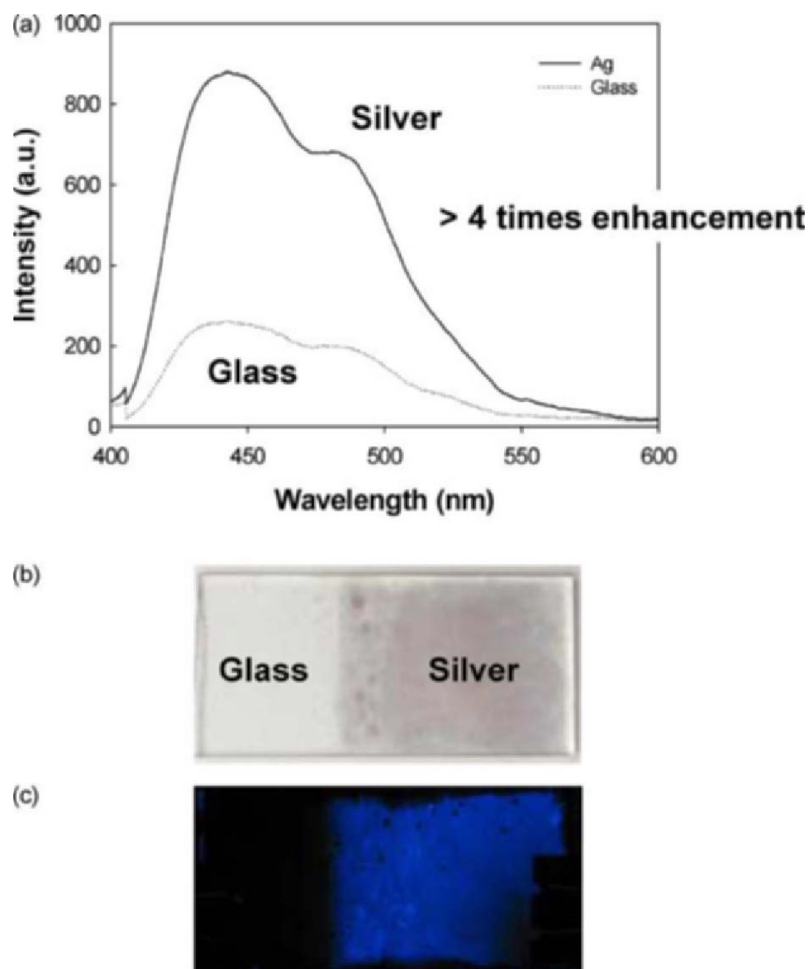 (a)
1000
800
600
400
200
0
Intensity (a.u.)
Ag
Glass
Silver
> 4 times enhancement
Glass
400
450
500
550
600
Wavelength (nm)
(b)
Glass
Silver
(c)